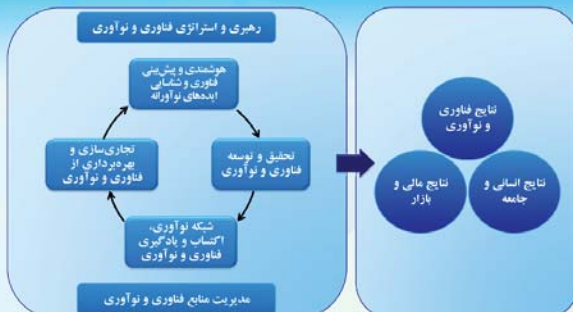 رهبری و استراتژی فناوری و نوآوری
هوشمندی و پیش‌بینی
فناوری و شناسایی
ایده‌های نوآورانه
تحقیق و توسعه
فناوری و نوآوری
شبکه نوآوری،
اکتساب و یادگیری
فناوری و نوآوری
تجاری‌سازی و
بهره‌برداری از
فناوری و نوآوری
مدیریت منابع فناوری و نوآوری
نتایج فناوری
و نوآوری
نتایج انسانی و
جامعه
نتایج مالی و
بازار